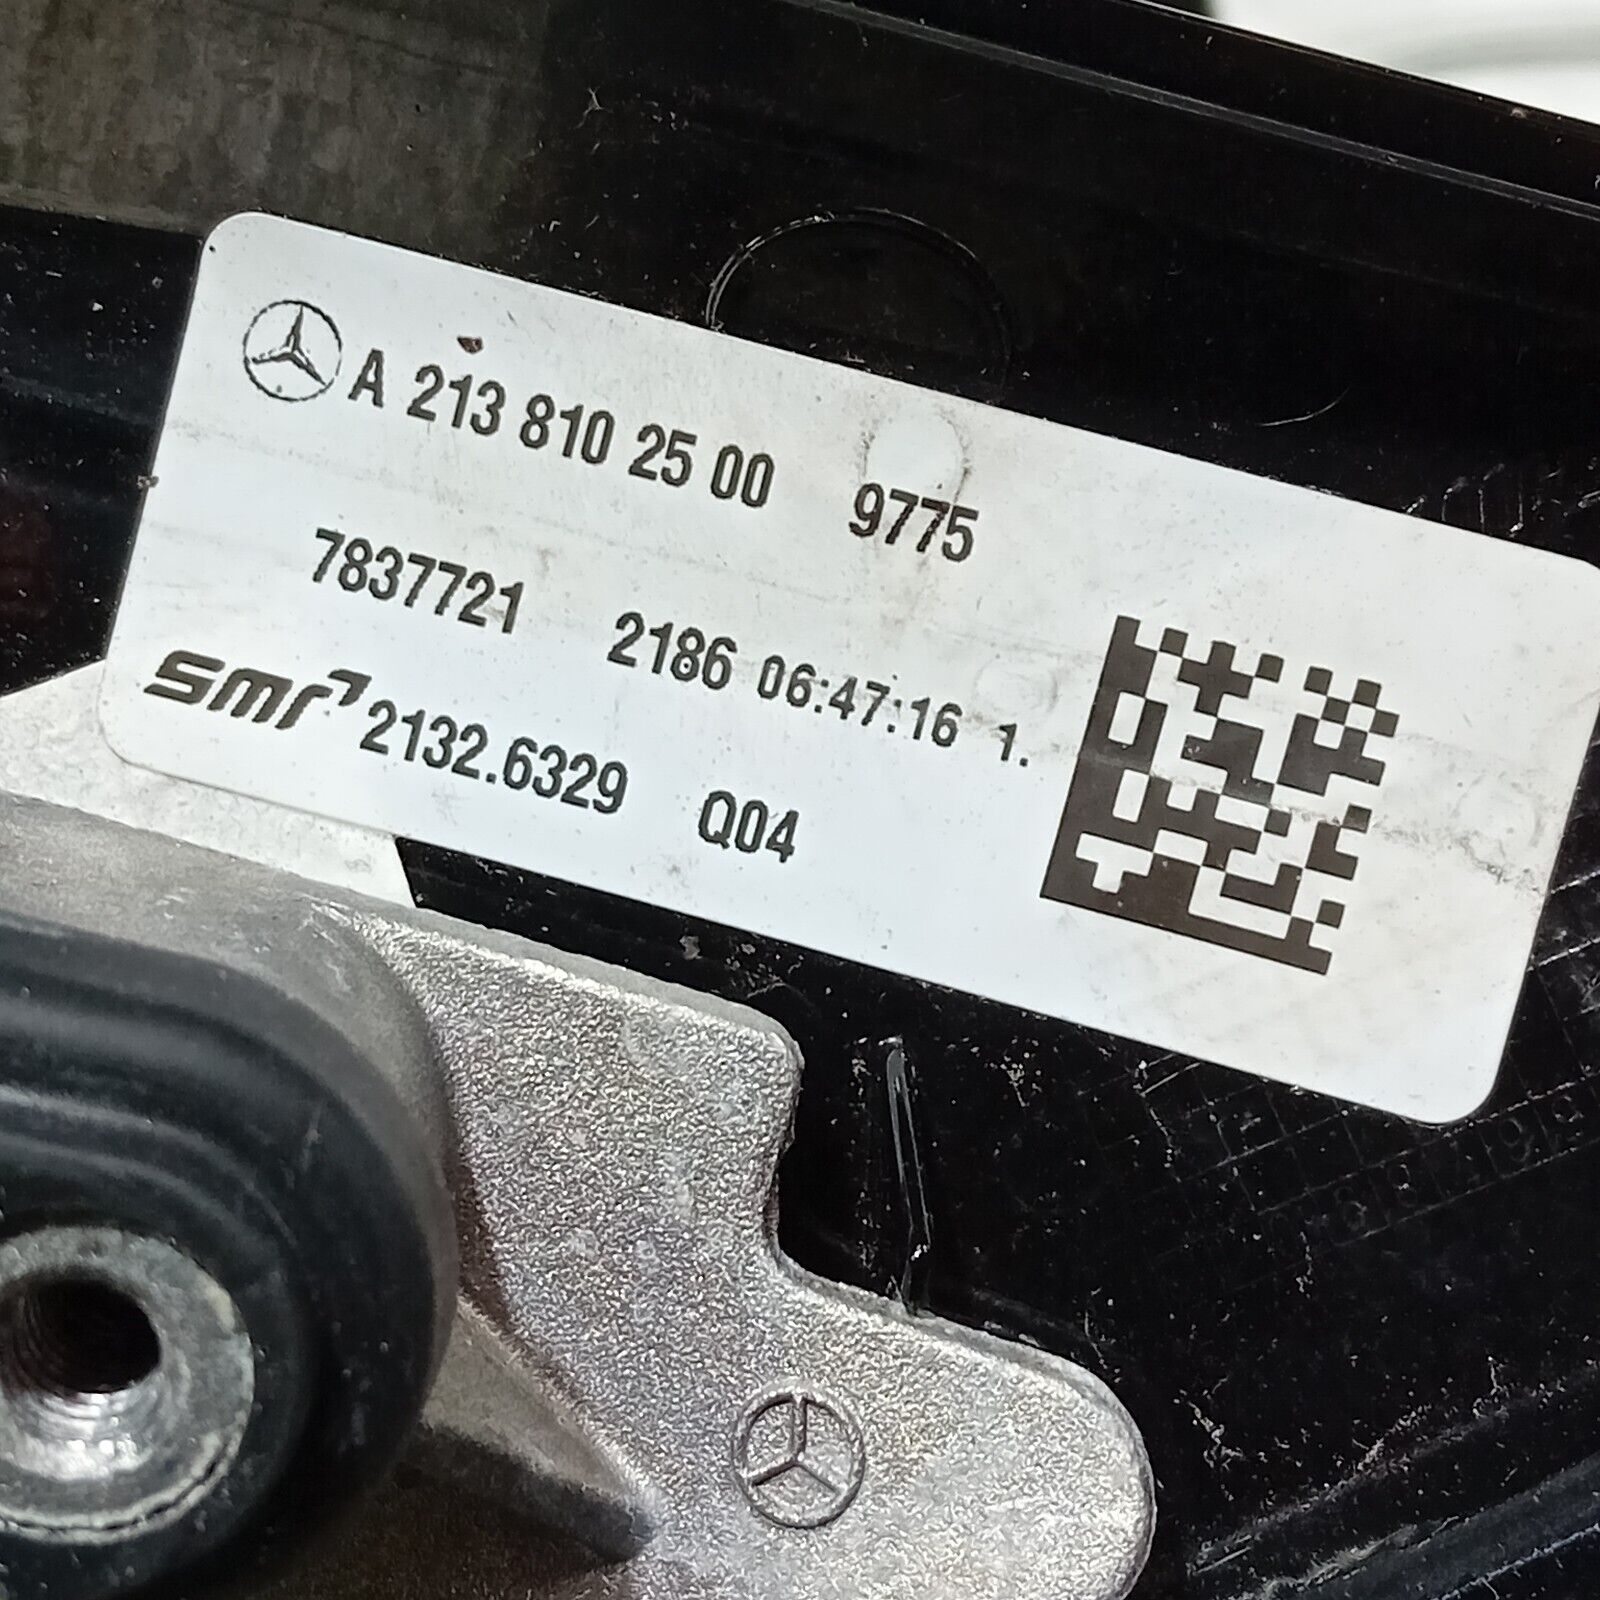 A 213 810 25 00 9775
7837721 2186 06:47:16 1.
smr 2132.6329 Q04